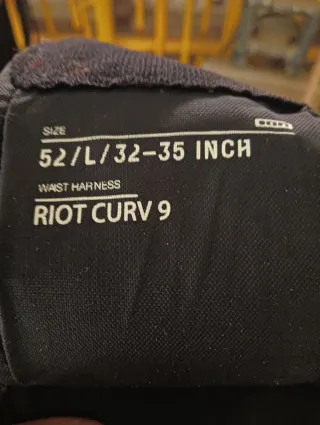 SIZE
52/L/32-35 INCH
WAIST HARNESS
RIOT CURV 9